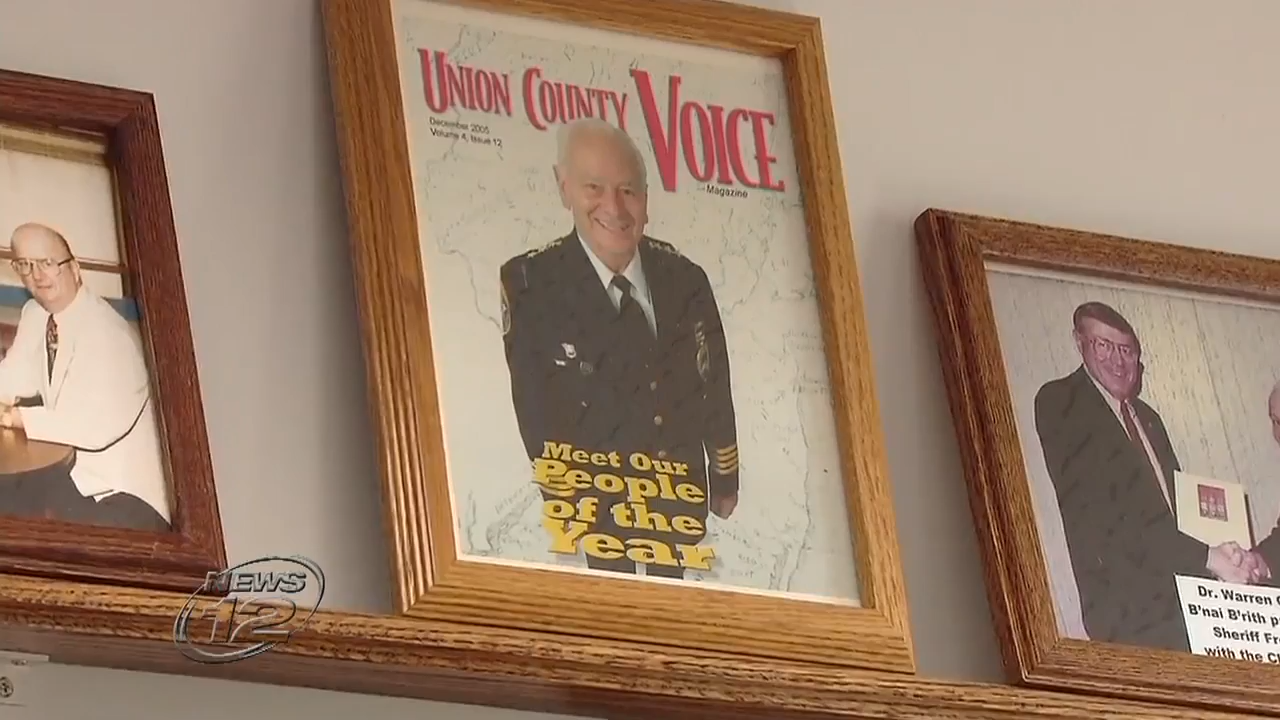 UNION COUNTY VOICE
December 2005
Volume 4, Issue 12
Magazine
Meet Our
People
of the
Year
NEWS
12
Dr. Warren
B'nai B'rith
Sheriff
with the